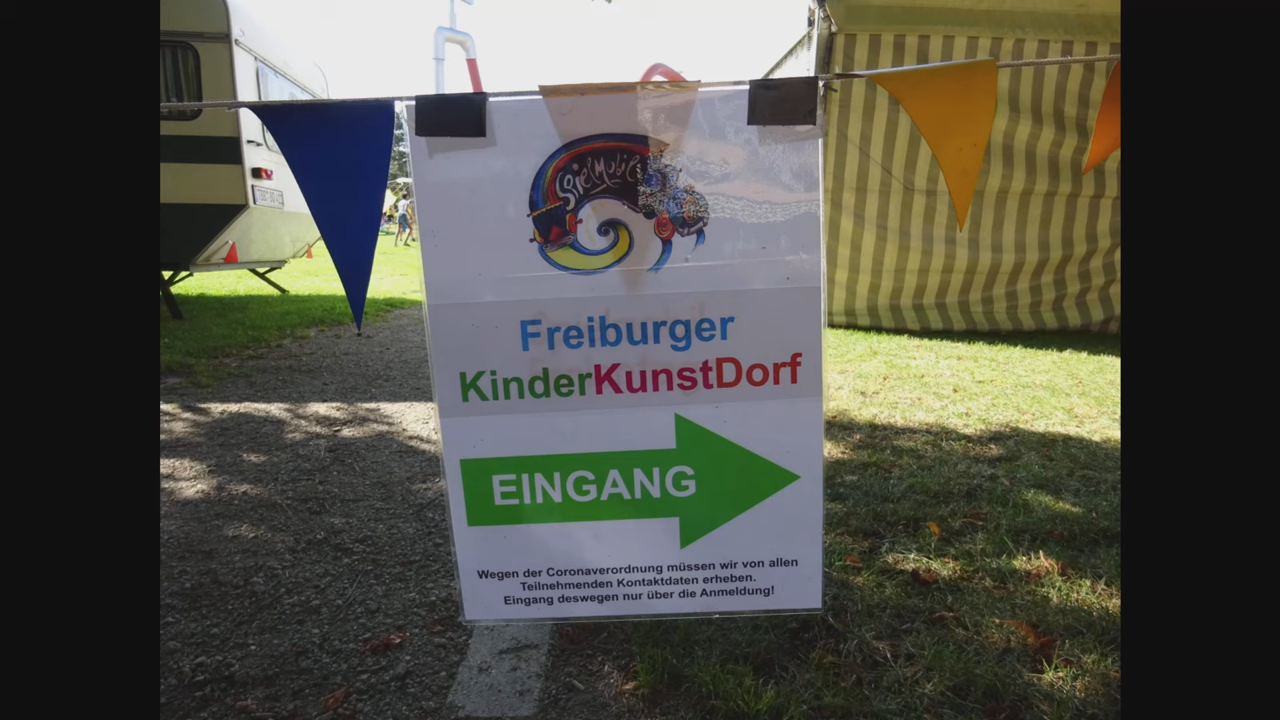 SpielMobil
Freiburger
KinderKunstDorf
EINGANG
Wegen der Coronaverordnung müssen wir von allen
Teilnehmenden Kontaktdaten erheben.
Eingang deswegen nur über die Anmeldung!